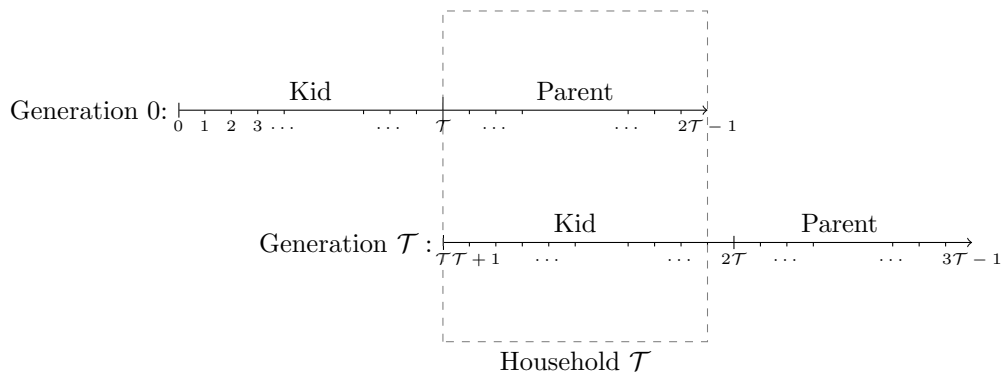 Kid Parent
Generation 0:
0 1 2 3 ... ... 𝒯 ... ... 2𝒯 − 1
Kid Parent
Generation 𝒯 :
𝒯 𝒯 + 1 ... ... 2𝒯 ... ... 3𝒯 − 1
Household 𝒯